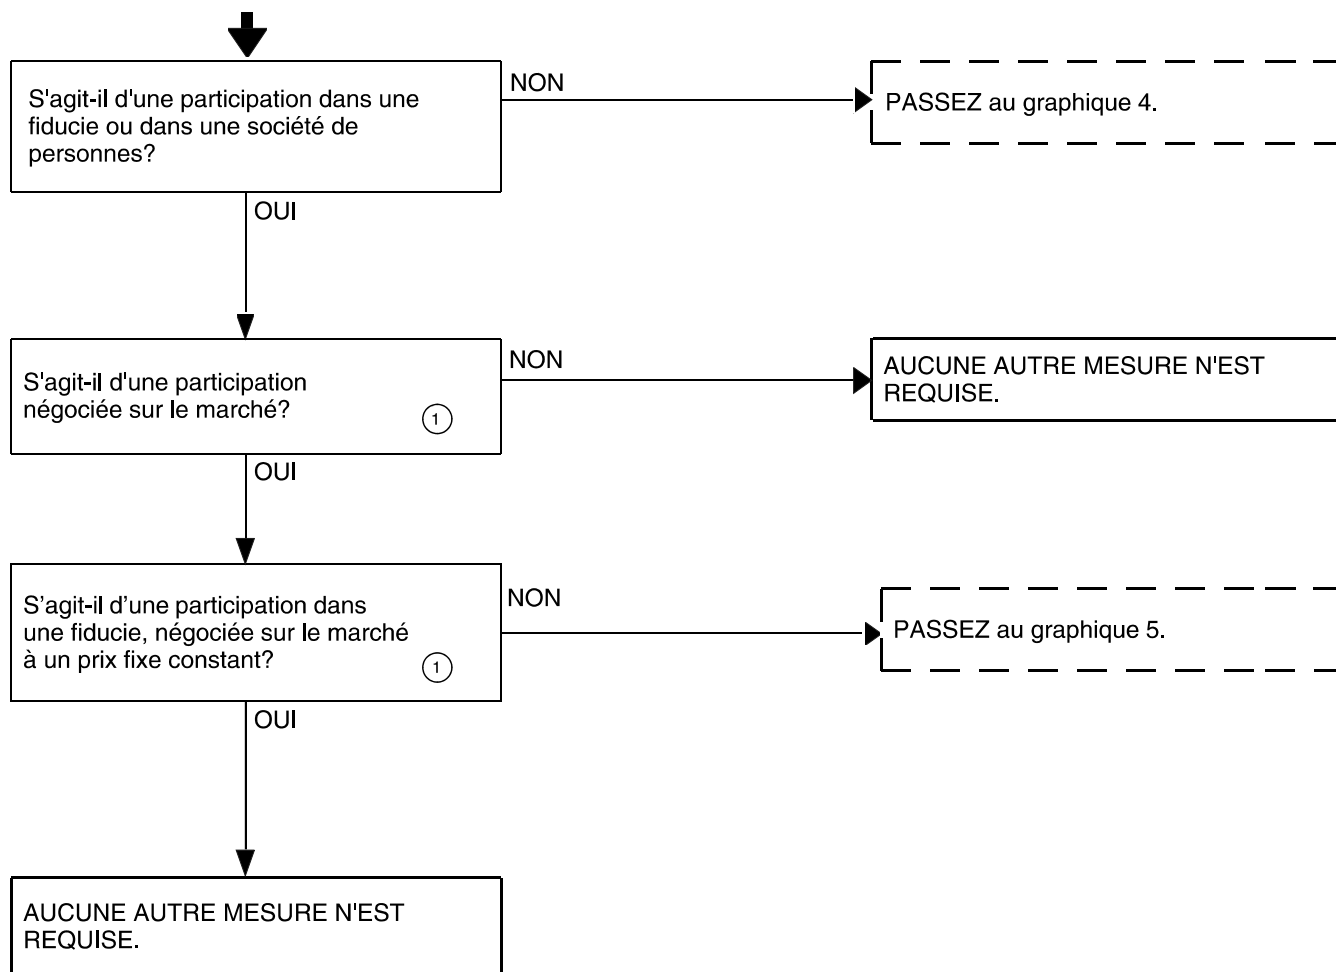 S'agit-il d'une participation dans une
fiducie ou dans une société de
personnes?
NON
PASSEZ au graphique 4.
OUI
S'agit-il d'une participation
négociée sur le marché?
1
NON
AUCUNE AUTRE MESURE N'EST
REQUISE.
OUI
S’agit-il d’une participation dans
une fiducie, négociée sur le marché
à un prix fixe constant?
1
NON
PASSEZ au graphique 5.
OUI
AUCUNE AUTRE MESURE N'EST
REQUISE.